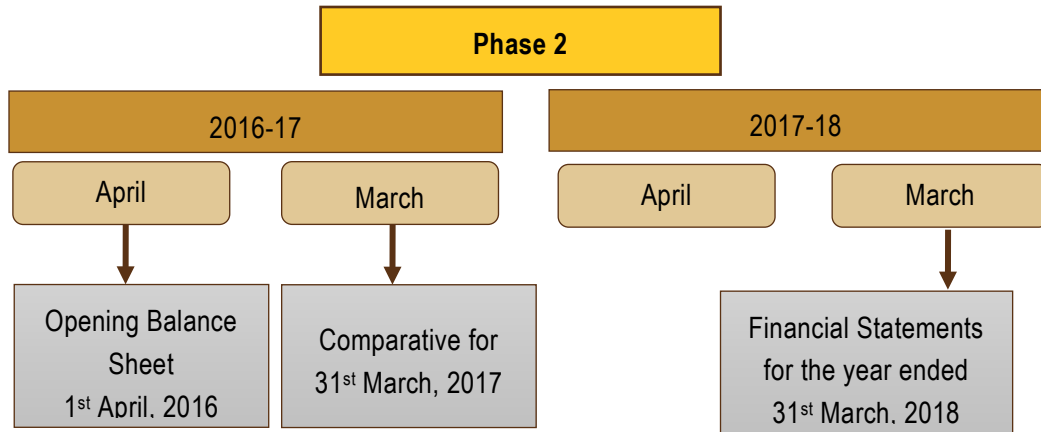 Phase 2
2016-17
2017-18
April
March
April
March
Opening Balance
Sheet
1st April, 2016
Comparative for
31st March, 2017
Financial Statements
for the year ended
31st March, 2018